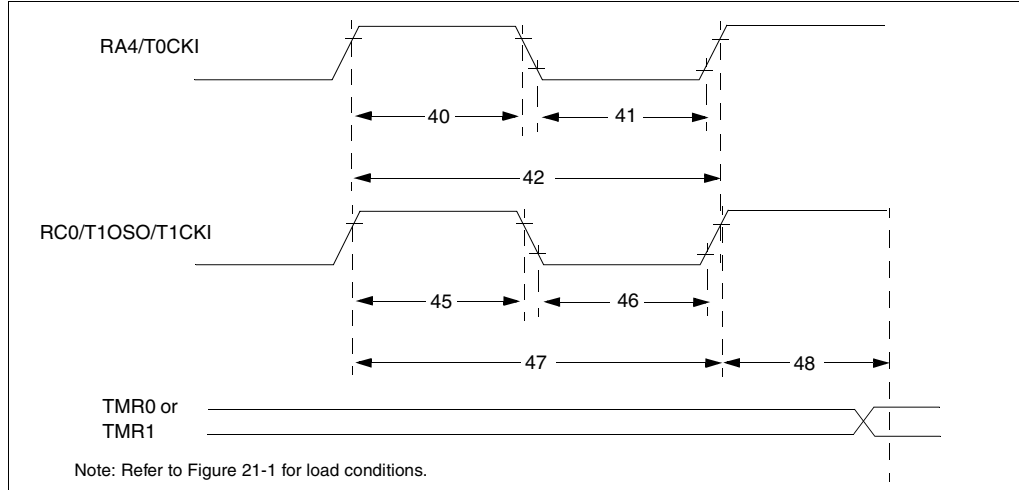 RA4/T0CKI
40
41
42
RC0/T1OSO/T1CKI
45
46
47
48
TMR0 or
TMR1
Note: Refer to Figure 21-1 for load conditions.